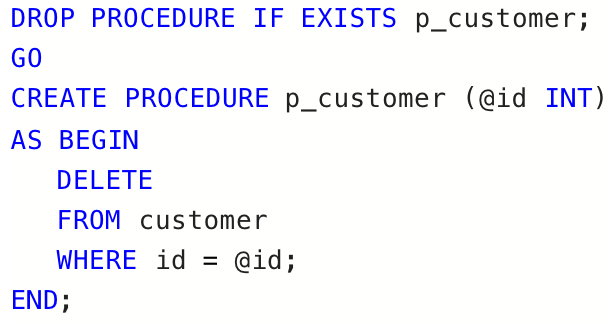 DROP PROCEDURE IF EXISTS p_customer;
GO
CREATE PROCEDURE p_customer (@id INT)
AS BEGIN
DELETE
FROM customer
WHERE id = @id;
END;